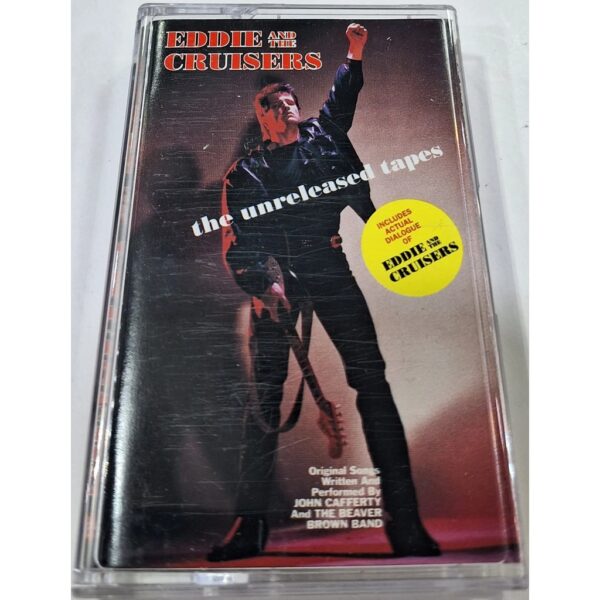 EDDIE AND THE
CRUISERS
the unreleased tapes
INCLUDES
ACTUAL
DIALOGUE
OF
EDDIE AND THE
CRUISERS
Original Songs
Written And
Performed By
JOHN CAFFERTY
And THE BEAVER
BROWN BAND